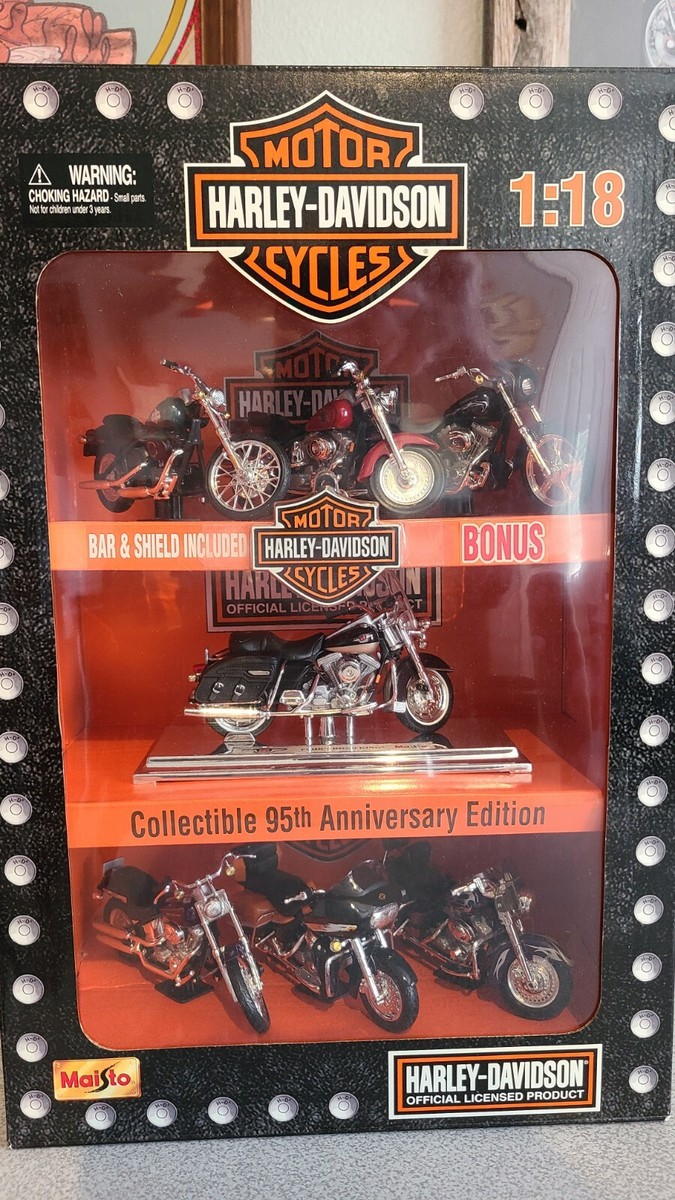 H-D H-D H-D H-D H-D H-D
WARNING:
CHOKING HAZARD - Small parts.
Not for children under 3 years.
MOTOR
HARLEY-DAVIDSON
CYCLES
®
1:18
MOTOR
BAR & SHIELD INCLUDED
MOTOR
HARLEY-DAVIDSON
CYCLES
BONUS
OFFICIAL LICENSED
Collectible 95th Anniversary Edition
Maisto
HARLEY-DAVIDSON®
OFFICIAL LICENSED PRODUCT